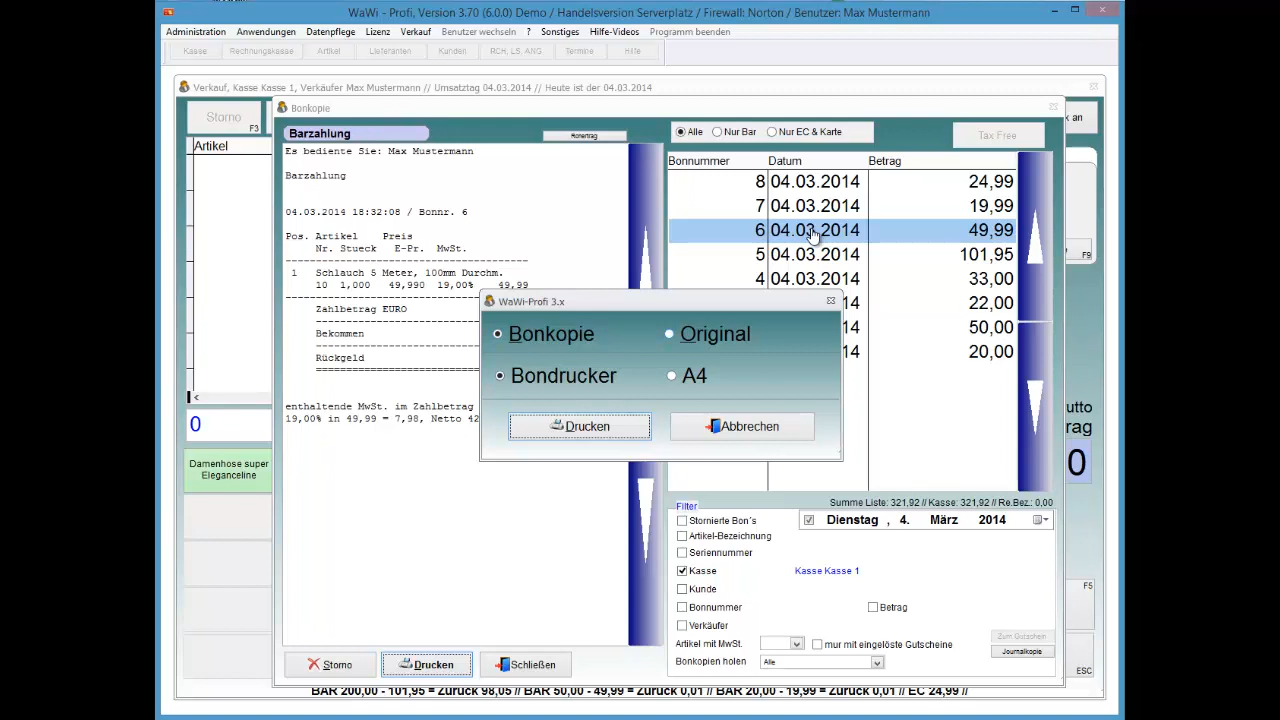 WaWi - Profi, Version 3.70 (6.0.0) Demo / Handelsversion Serverplatz / Firewall: Norton / Benutzer: Max Mustermann
Administration Anwendungen Datenpflege Lizenz Verkauf Benutzer wechseln ? Sonstiges Hilfe-Videos Programm beenden
Kasse Rechnungskasse Artikel Lieferanten Kunden RCH, LS, ANG Termine Hilfe
Verkauf, Kasse Kasse 1, Verkäufer Max Mustermann // Umsatztag 04.03.2014 // Heute ist der 04.03.2014
Storno F3
Bonkopie
Barzahlung
Alle Nur Bar Nur EC & Karte
Tax Free
an
Artikel
Es bediente Sie: Max Mustermann
Barzahlung
04.03.2014 18:32:08 / Bonnr. 6
Pos. Artikel Preis
Nr. Stueck E-Pr. MwSt.
1 Schlauch 5 Meter, 100mm Durchm.
10 1,000 49,990 19,00% 49,99
Zahlbetrag EURO
Bekommen
Rückgeld
enthaltende MwSt. im Zahlbetrag
19,00% in 49,99 = 7,98, Netto 42
Bonnummer Datum Betrag
8 04.03.2014 24,99
7 04.03.2014 19,99
6 04.03.2014 49,99
5 04.03.2014 101,95
4 04.03.2014 33,00
14 22,00
14 50,00
14 20,00
F9
WaWi-Profi 3.x
Bonkopie Original
Bondrucker A4
Drucken Abbrechen
<
0
utto
rag
0
Damenhose super
Eleganceline
Summe Liste: 321,92 // Kasse: 321,92 // Re.Bez.: 0,00
Filter
Stornierte Bon´s
Dienstag , 4. März 2014
Artikel-Bezeichnung
Seriennummer
Kasse Kasse Kasse 1
Kunde
F5
Bonnummer Betrag
Verkäufer
Artikel mit MwSt. nur mit eingelöste Gutscheine
Zum Gutschein
Bonkopien holen Alle
Journalkopie
Storno Drucken Schließen
ESC
BAR 200,00 - 101,95 = Zurück 98,05 // BAR 50,00 - 49,99 = Zurück 0,01 // BAR 20,00 - 19,99 = Zurück 0,01 // EC 24,99 //